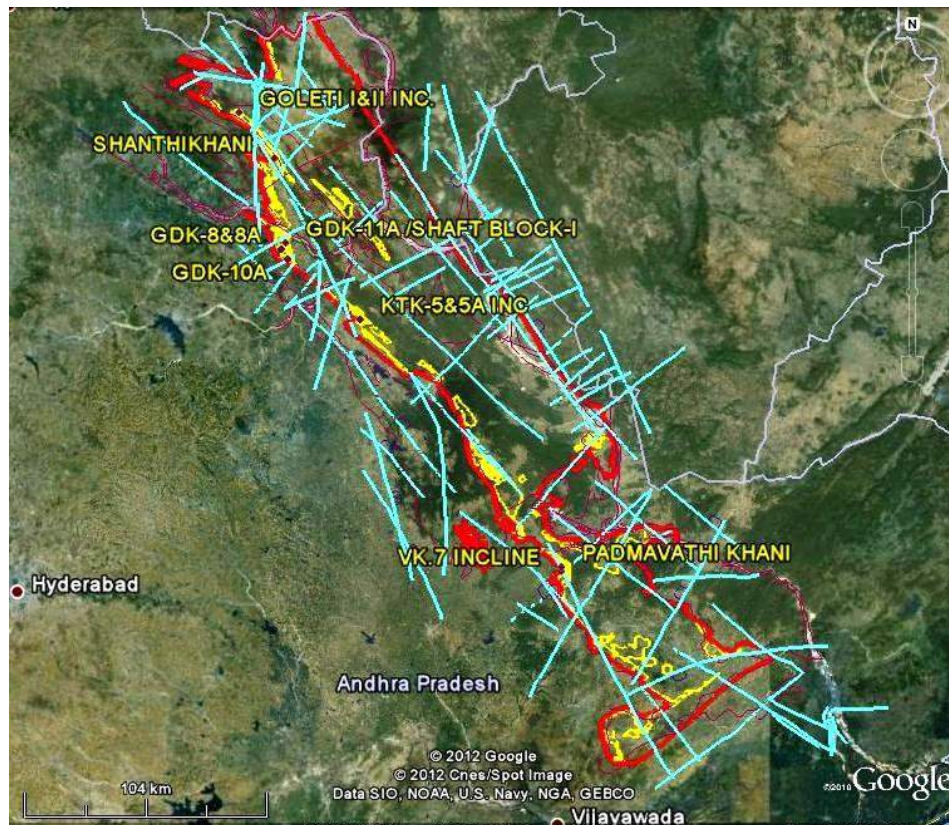 N
GOLETI I&II INC.
SHANTHIKHANI
GDK-8&8A
GDK-11A /SHAFT BLOCK-I
GDK-10A
KTK-5&5A INC
VK.7 INCLINE
PADMAVATHI KHANI
Hyderabad
Andhra Pradesh
© 2012 Google
© 2012 Cnes/Spot Image
Data SIO, NOAA, U.S. Navy, NGA, GEBCO
104 km
©2010 Google
Vijayawada